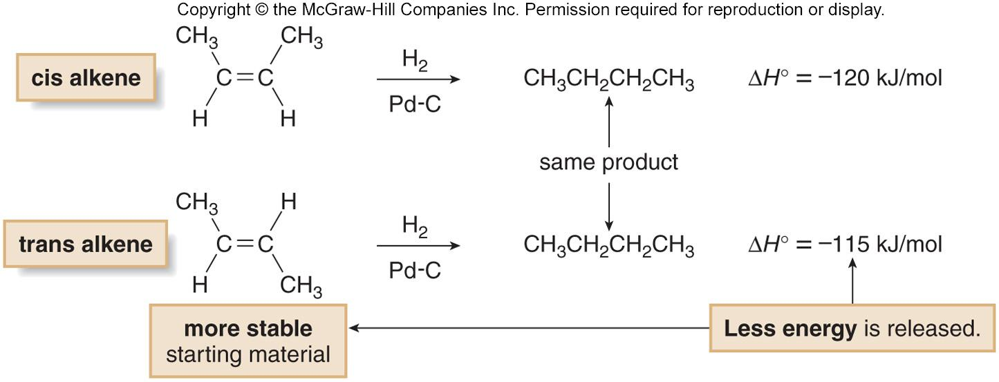 Copyright © the McGraw-Hill Companies Inc. Permission required for reproduction or display.
CH₃ CH₃
cis alkene C=C H₂ CH₃CH₂CH₂CH₃ ΔH° = −120 kJ/mol
Pd-C
H H
same product
CH₃ H
trans alkene C=C H₂ CH₃CH₂CH₂CH₃ ΔH° = −115 kJ/mol
Pd-C
H CH₃
more stable
starting material
Less energy is released.